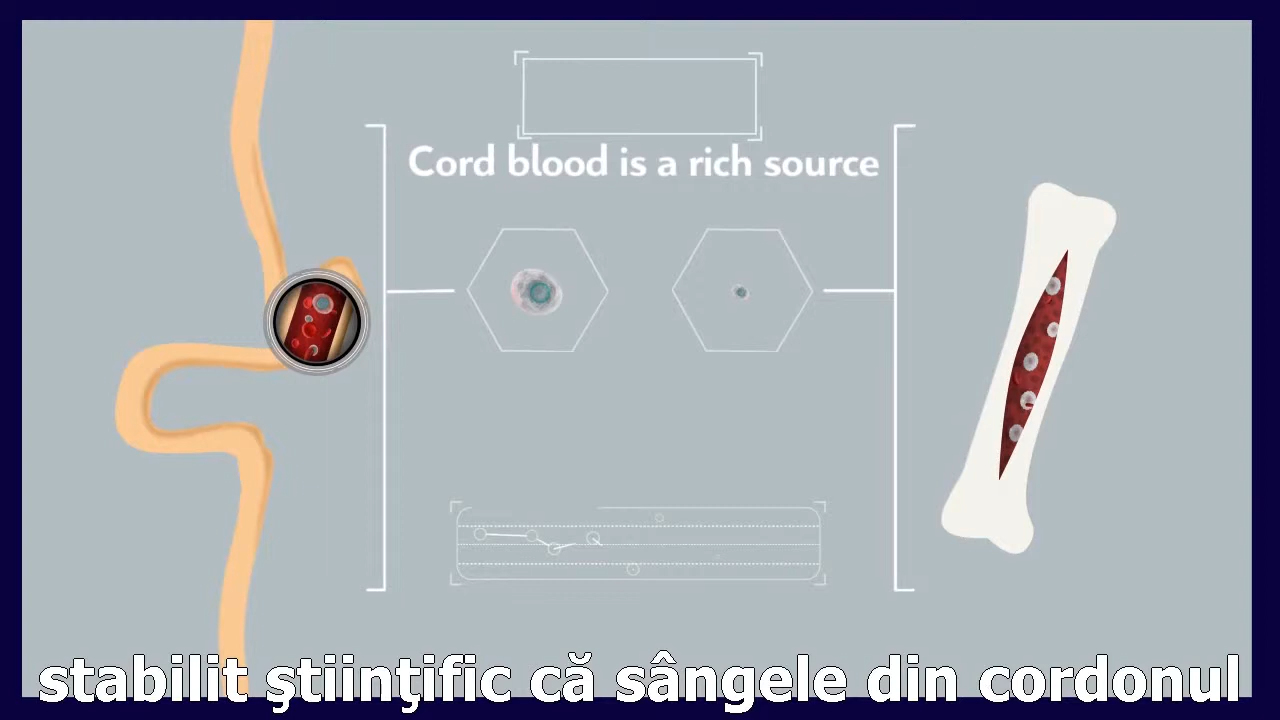 Cord blood is a rich source
stabilit ştiinţific că sângele din cordonul